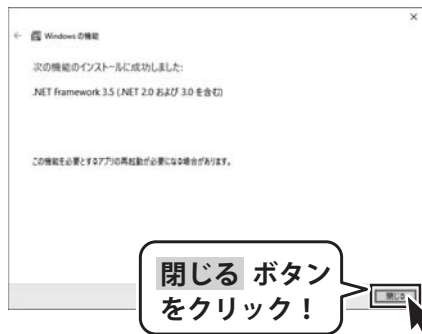 Windows の機能
次の機能のインストールに成功しました:
.NET Framework 3.5 (.NET 2.0 および 3.0 を含む)
この機能を必要とするアプリの再起動が必要になる場合があります。
閉じる ボタン
をクリック！
閉じる